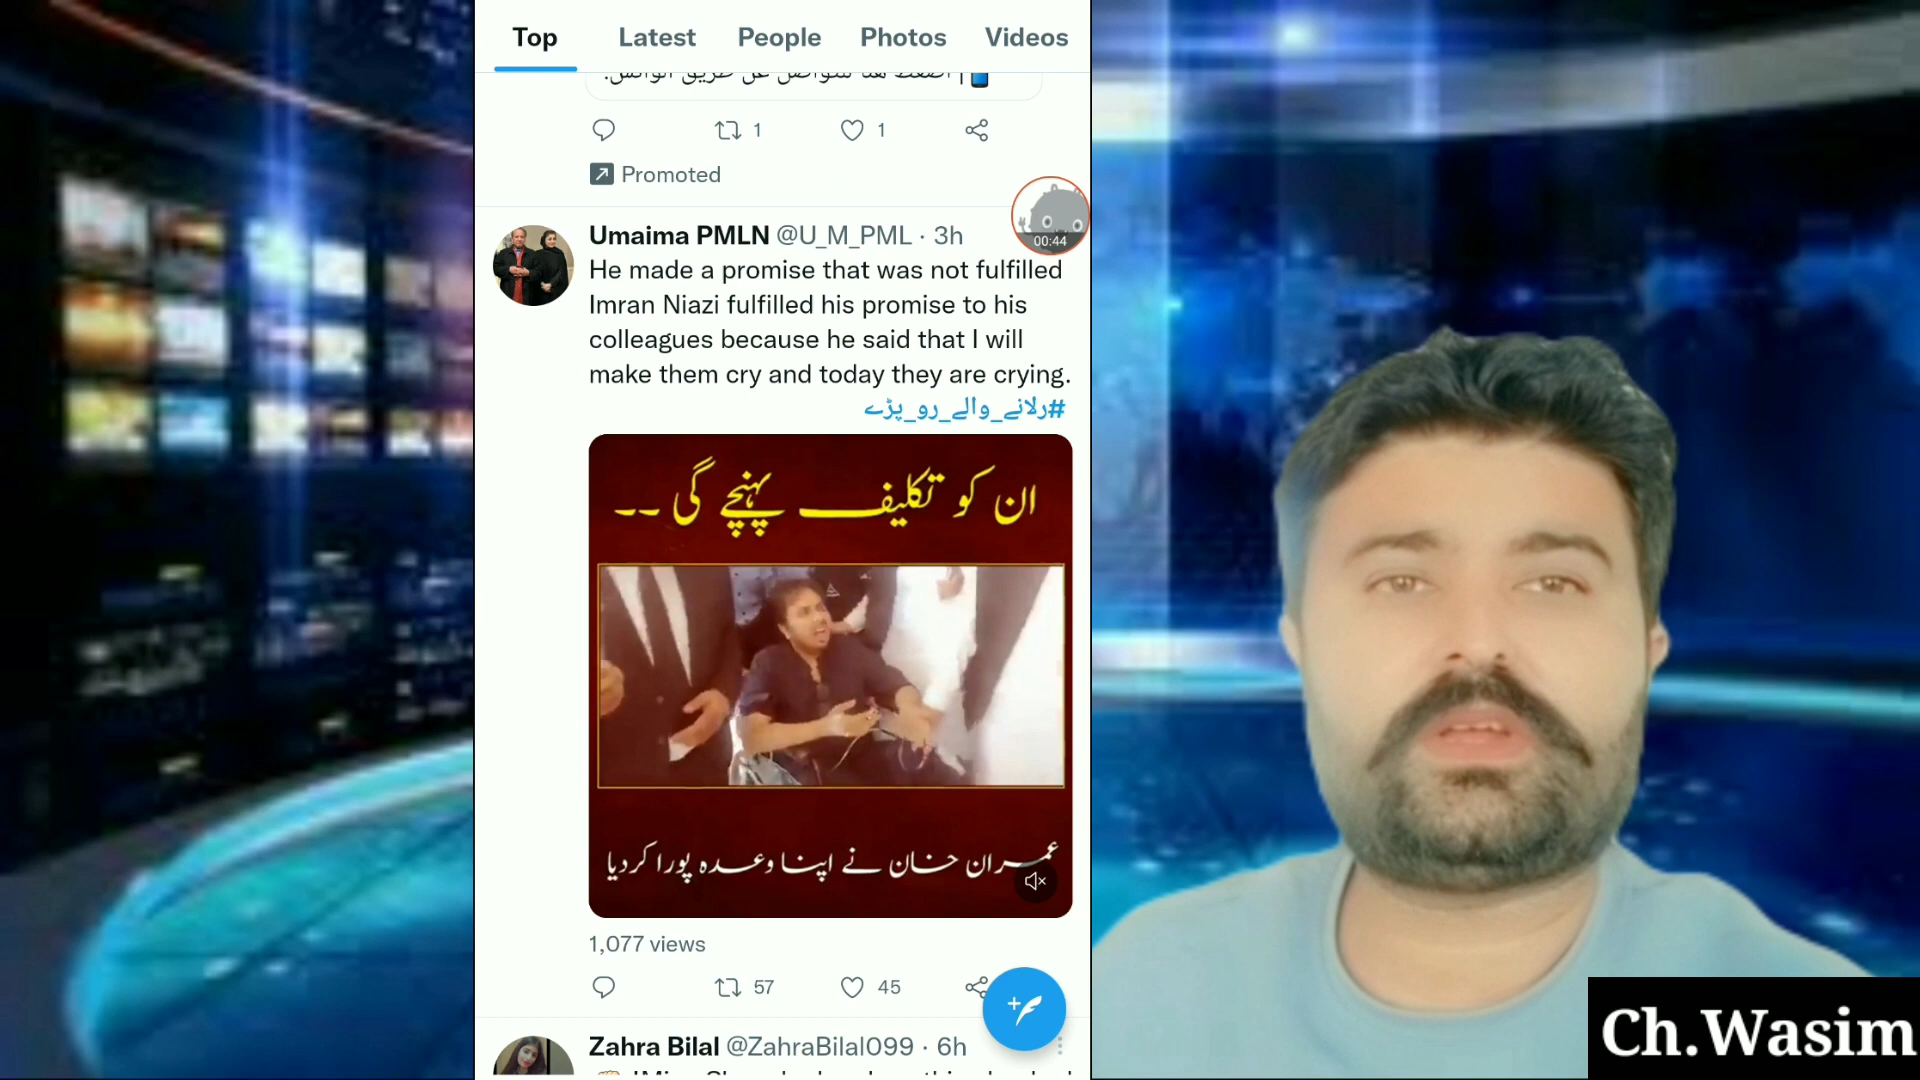 Top Latest People Photos Videos
1 1
Promoted
Umaima PMLN @U_M_PML · 3h
00:44
He made a promise that was not fulfilled
Imran Niazi fulfilled his promise to his
colleagues because he said that I will
make them cry and today they are crying.
#رلانے_والے_رو_پڑے
ان کو تکلیف پہنچے گی ۔۔
عمران خان نے اپنا وعدہ پورا کر دیا
1,077 views
57 45
Zahra Bilal @ZahraBilal099 · 6h
Ch.Wasim